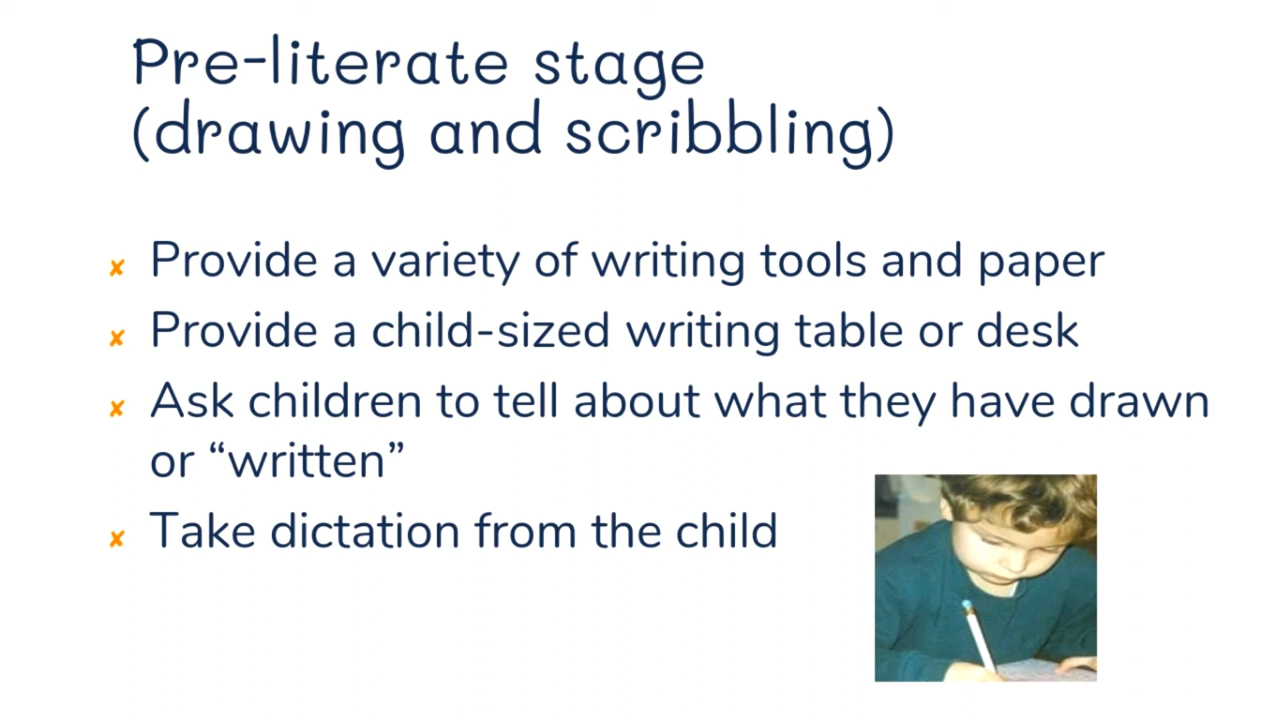 Pre-literate stage
(drawing and scribbling)
✘ Provide a variety of writing tools and paper
✘ Provide a child-sized writing table or desk
✘ Ask children to tell about what they have drawn
or “written”
✘ Take dictation from the child